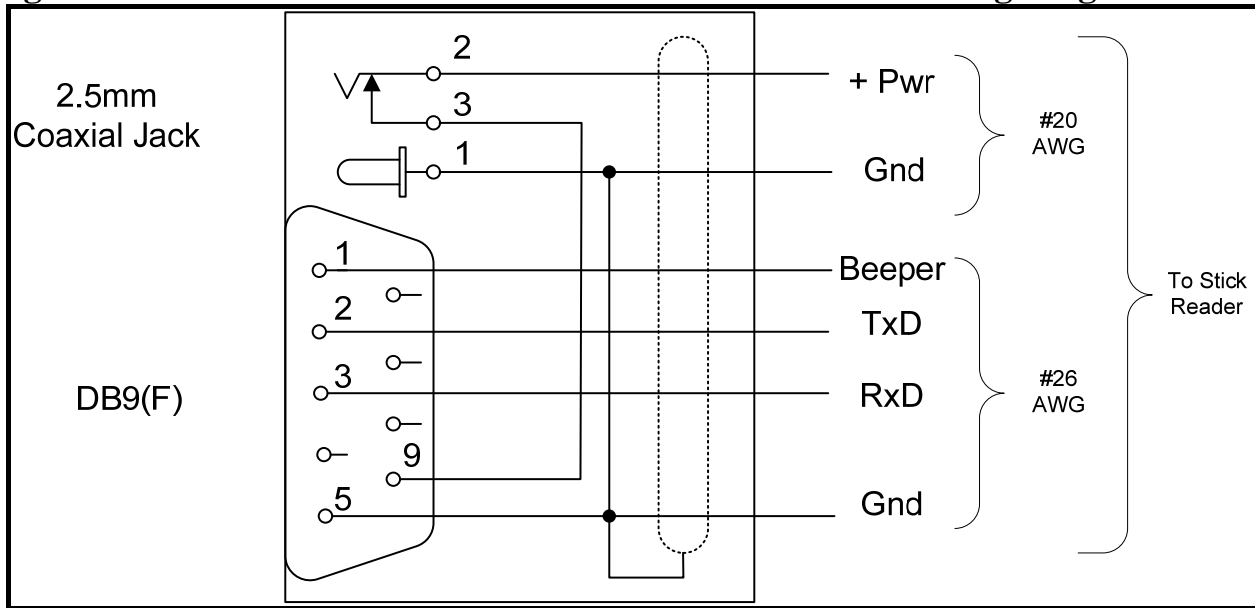 2.5mm
Coaxial Jack
2
3
1
+ Pwr
Gnd
#20
AWG
DB9(F)
1
2
3
9
5
Beeper
TxD
RxD
Gnd
#26
AWG
To Stick
Reader